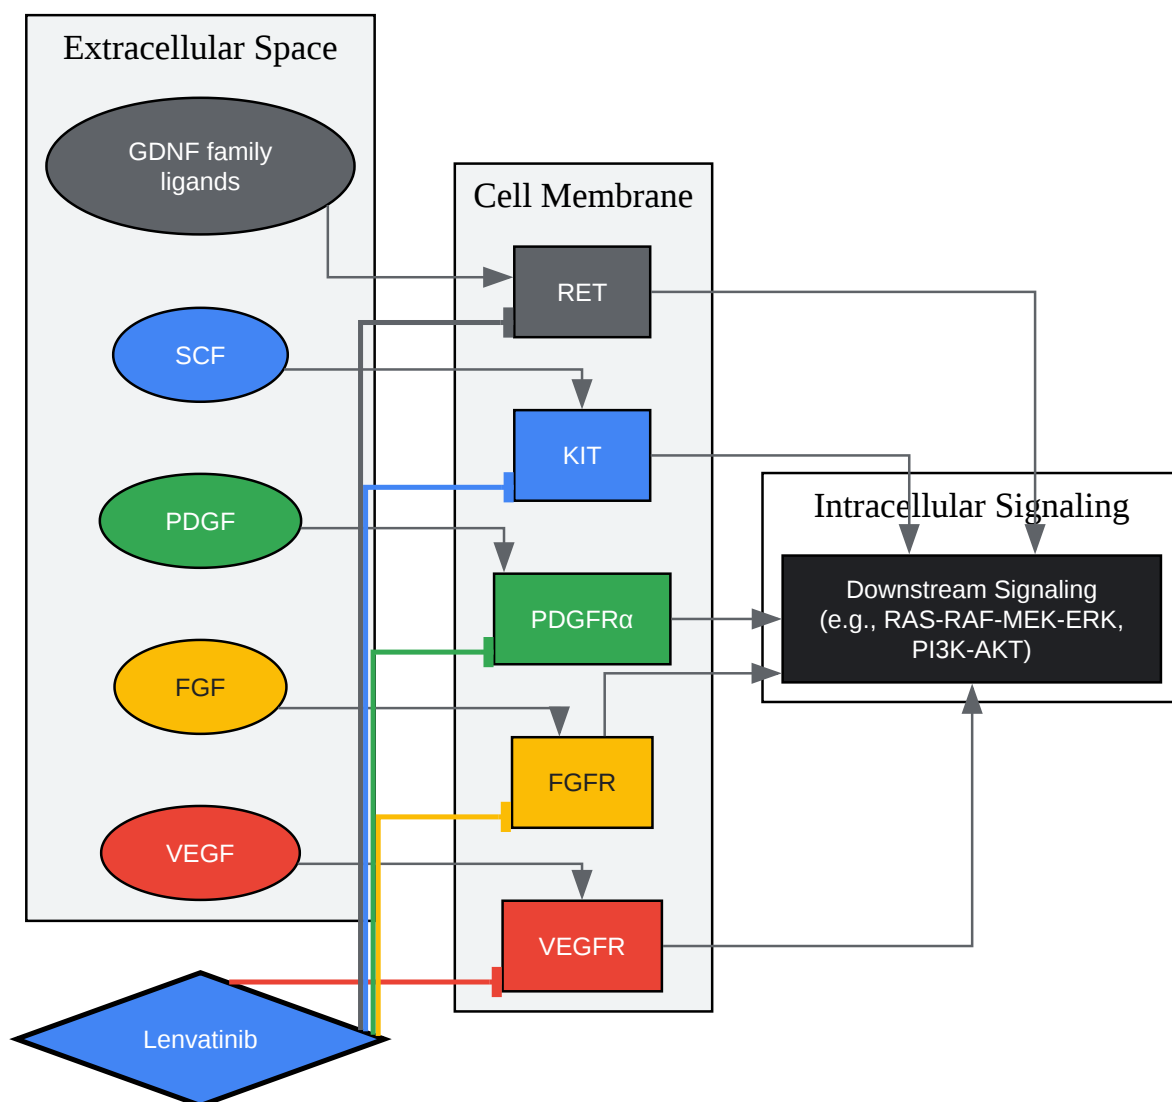 Extracellular Space
GDNF family
ligands
SCF
PDGF
FGF
VEGF
Lenvatinib
Cell Membrane
RET
KIT
PDGFRα
FGFR
VEGFR
Intracellular Signaling
Downstream Signaling
(e.g., RAS-RAF-MEK-ERK,
PI3K-AKT)